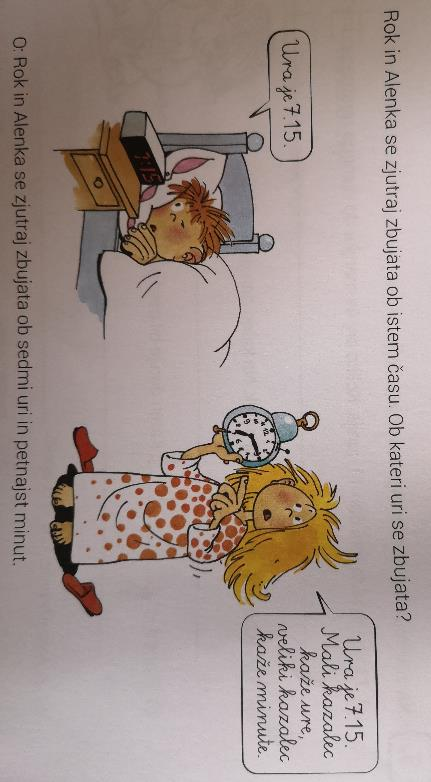 Rok in Alenka se zjutraj zbujata ob istem času. Ob kateri uri se zbujata?
Ura je 7.15.
7:15
Ura je 7.15.
Mali kazalec
kaže ure,
veliki kazalec
kaže minute.
O: Rok in Alenka se zjutraj zbujata ob sedmi uri in petnajst minut.